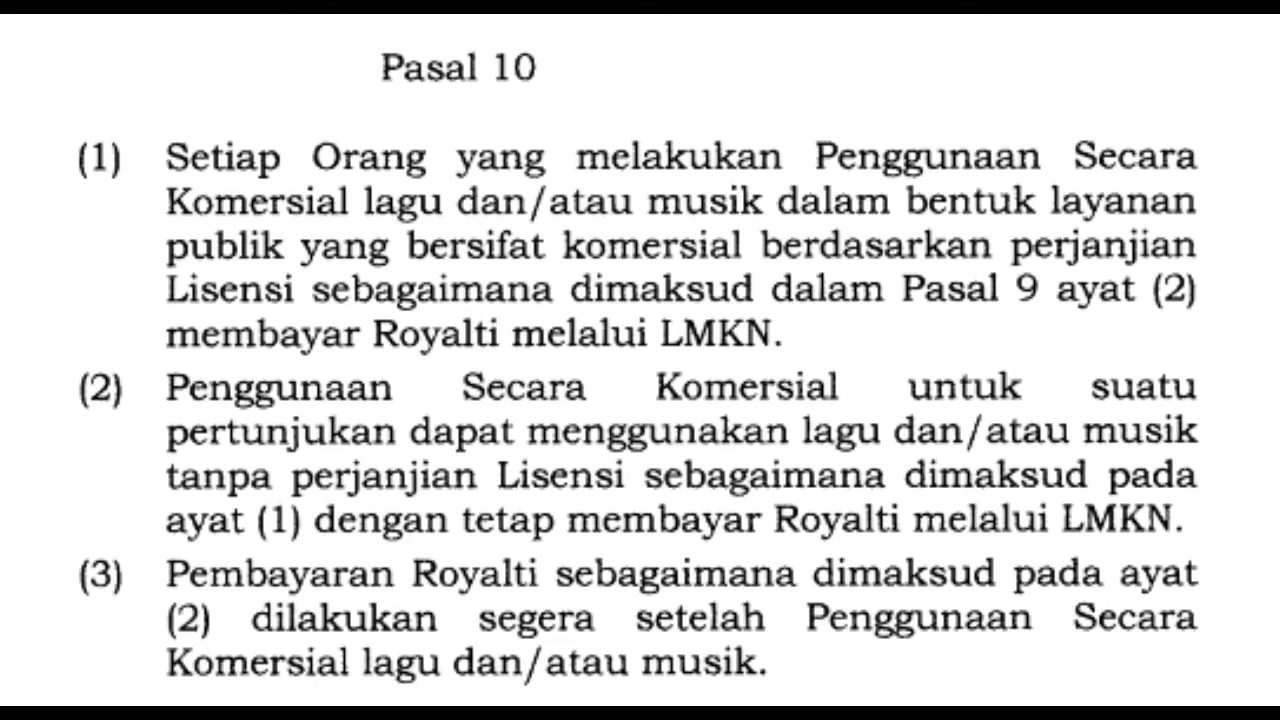 Pasal 10
(1) Setiap Orang yang melakukan Penggunaan Secara
Komersial lagu dan/atau musik dalam bentuk layanan
publik yang bersifat komersial berdasarkan perjanjian
Lisensi sebagaimana dimaksud dalam Pasal 9 ayat (2)
membayar Royalti melalui LMKN.
(2) Penggunaan Secara Komersial untuk suatu
pertunjukan dapat menggunakan lagu dan/atau musik
tanpa perjanjian Lisensi sebagaimana dimaksud pada
ayat (1) dengan tetap membayar Royalti melalui LMKN.
(3) Pembayaran Royalti sebagaimana dimaksud pada ayat
(2) dilakukan segera setelah Penggunaan Secara
Komersial lagu dan/atau musik.